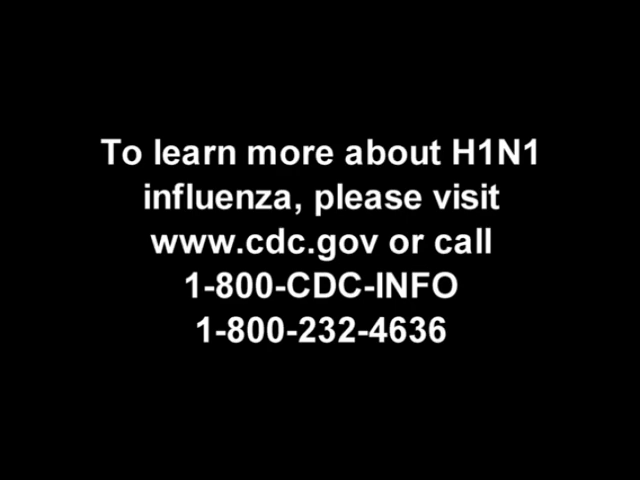 To learn more about H1N1
influenza, please visit
www.cdc.gov or call
1-800-CDC-INFO
1-800-232-4636